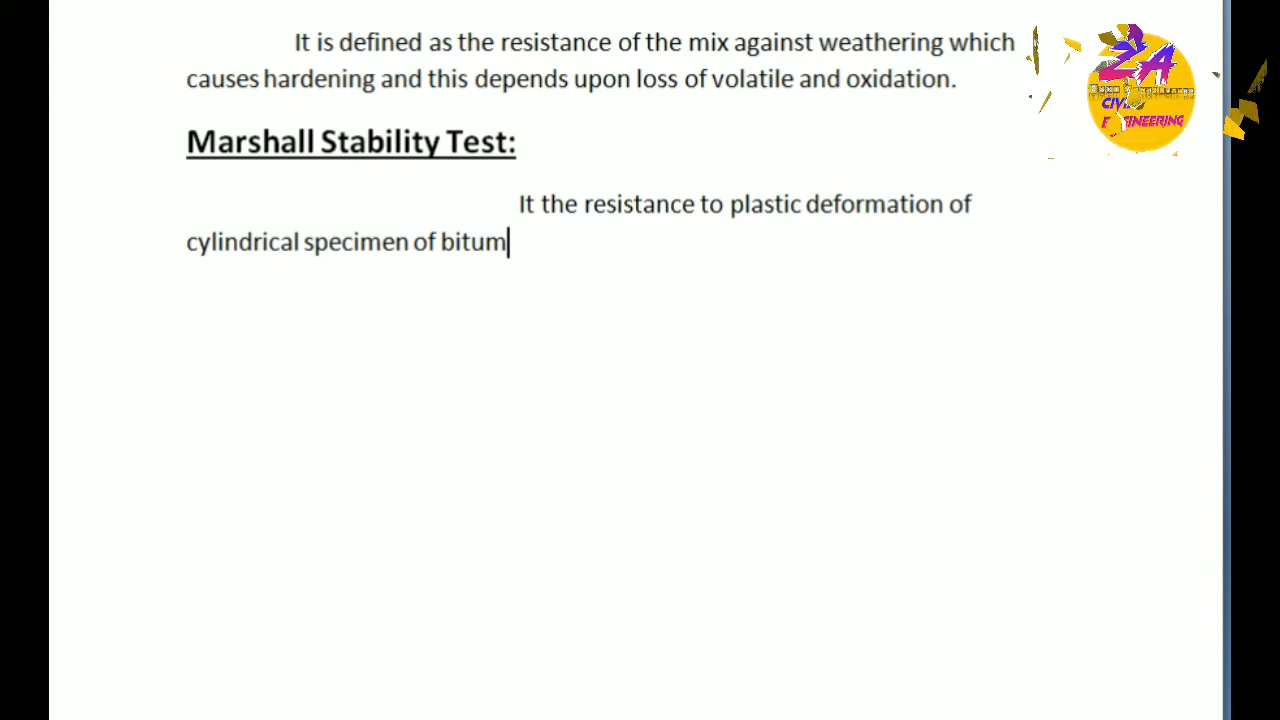 It is defined as the resistance of the mix against weathering which
causes hardening and this depends upon loss of volatile and oxidation.
Marshall Stability Test:
It the resistance to plastic deformation of
cylindrical specimen of bitum
ZA